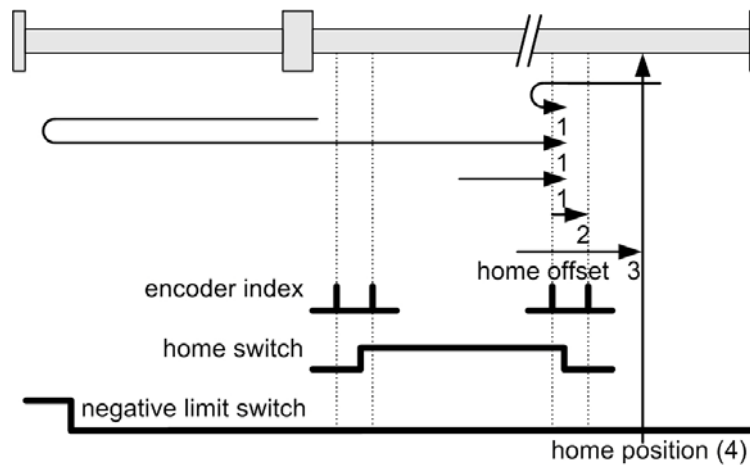 1
1
1
2
home offset 3
encoder index
home switch
negative limit switch
home position (4)